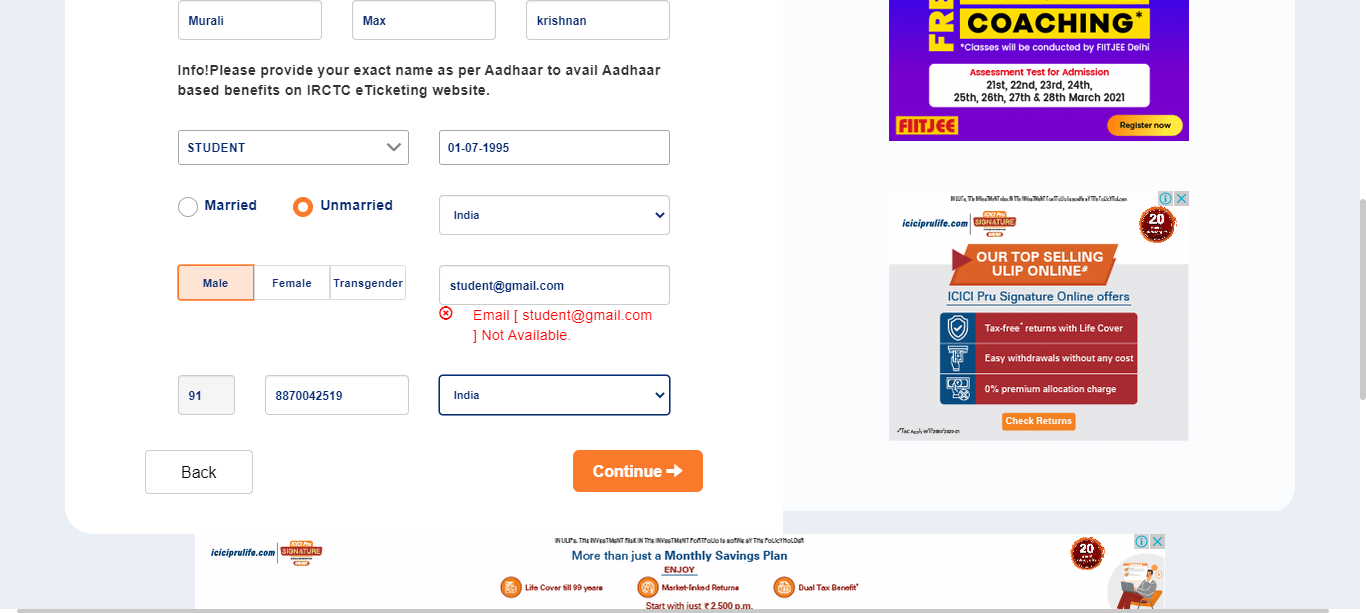 Murali
Max
krishnan
Info!Please provide your exact name as per Aadhaar to avail Aadhaar
based benefits on IRCTC eTicketing website.
STUDENT
01-07-1995
Married
Unmarried
India
Male
Female
Transgender
student@gmail.com
Email [ student@gmail.com
] Not Available.
91
8870042519
India
Back
Continue
FREE
COACHING*
*Classes will be conducted by FIITJEE Delhi
Assessment Test for Admission
21st, 22nd, 23rd, 24th,
25th, 26th, 27th & 28th March 2021
FIITJEE
Register now
IN ULIPs, THE INVESTMENT RISK IN THE INVESTMENT PORTFOLIO IS BORNE BY THE POLICYHOLDER
iciciprulife.com
ICICI Pru
SIGNATURE
20
OUR TOP SELLING
ULIP ONLINE#
ICICI Pru Signature Online offers
Tax-free* returns with Life Cover
Easy withdrawals without any cost
0% premium allocation charge
Check Returns
iciciprulife.com
ICICI Pru
SIGNATURE
IN ULIPs, THE INVESTMENT RISK IN THE INVESTMENT PORTFOLIO IS BORNE BY THE POLICYHOLDER
More than just a Monthly Savings Plan
ENJOY
Life Cover till 99 years
Market-linked Returns
Dual Tax Benefit*
Start with just ₹ 2,500 p.m.
20